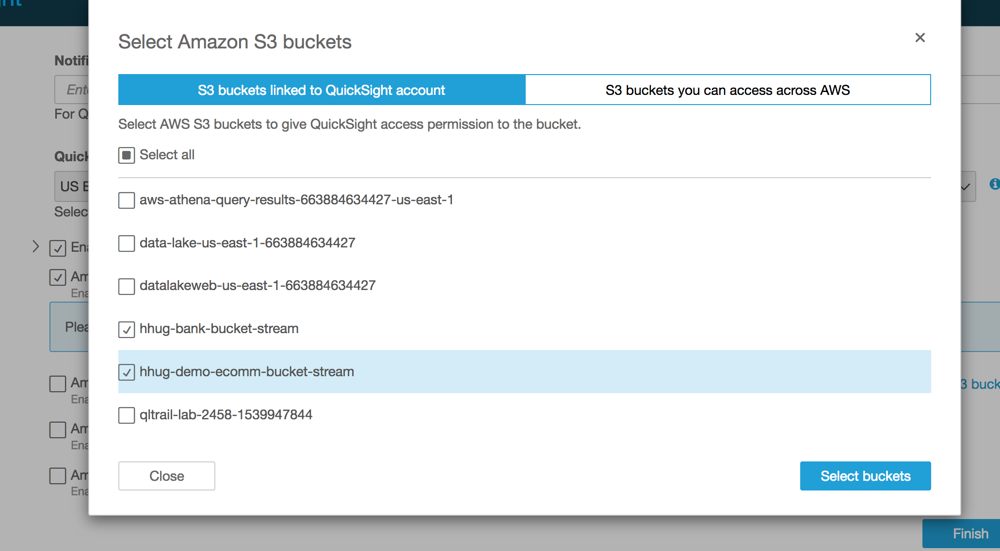 Select Amazon S3 buckets
S3 buckets linked to QuickSight account
S3 buckets you can access across AWS
Select AWS S3 buckets to give QuickSight access permission to the bucket.
Select all
aws-athena-query-results-663884634427-us-east-1
data-lake-us-east-1-663884634427
datalakeweb-us-east-1-663884634427
hhug-bank-bucket-stream
hhug-demo-ecomm-bucket-stream
qltrail-lab-2458-1539947844
Close
Select buckets
Notifi
Ente
For Q
Quick
US E
Selec
Ena
Am
Ena
Plea
Am
Ena
3 buck
Am
Ena
Am
Ena
Finish